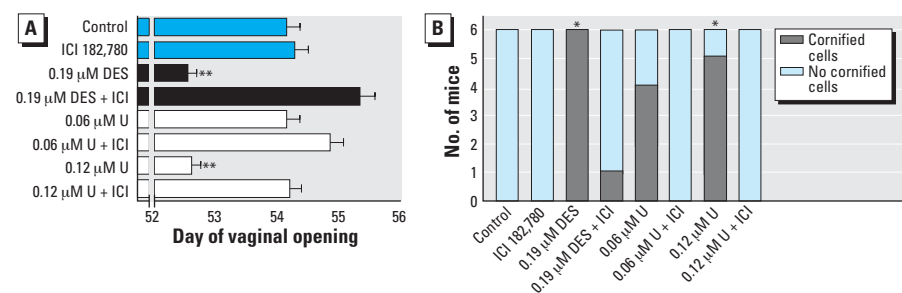 A
Control
ICI 182,780
0.19 µM DES
**
0.19 µM DES + ICI
0.06 µM U
0.06 µM U + ICI
0.12 µM U
**
0.12 µM U + ICI
52 53 54 55 56
Day of vaginal opening
B
No. of mice
6
5
4
3
2
1
0
*
*
Cornified
cells
No cornified
cells
Control
ICI 182,780
0.19 µM DES
0.19 µM DES + ICI
0.06 µM U
0.06 µM U + ICI
0.12 µM U
0.12 µM U + ICI